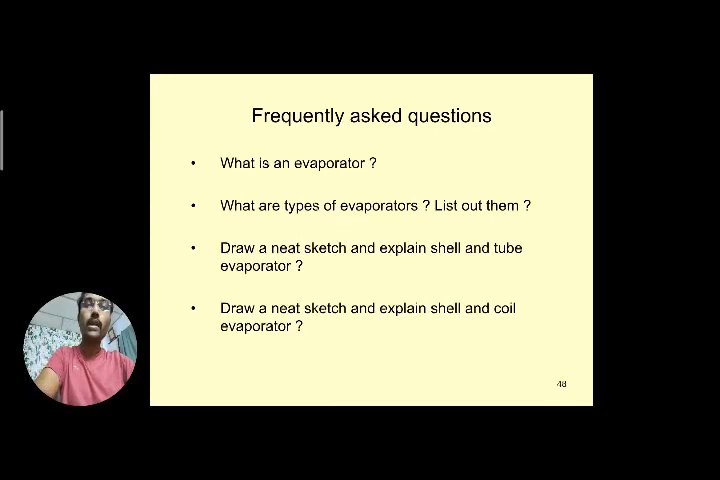 Frequently asked questions
• What is an evaporator ?
• What are types of evaporators ? List out them ?
• Draw a neat sketch and explain shell and tube
evaporator ?
• Draw a neat sketch and explain shell and coil
evaporator ?
48